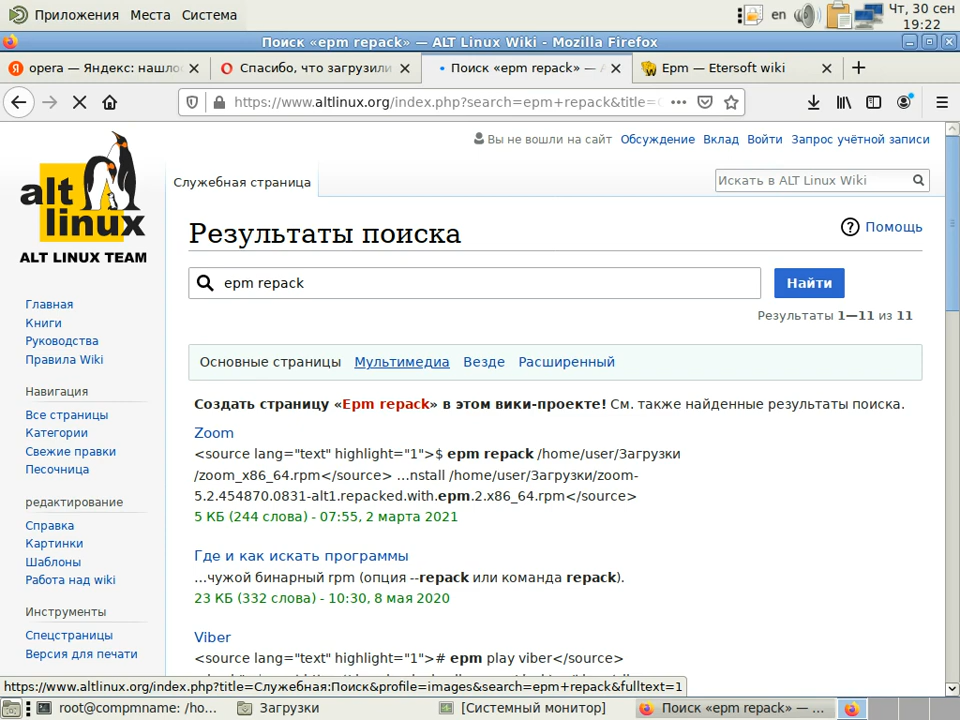 Приложения Места Система
en
Чт, 30 сен
19:22
Поиск «epm repack» — ALT Linux Wiki - Mozilla Firefox
opera — Яндекс: нашло
Спасибо, что загрузили
Поиск «epm repack» —
Epm — Etersoft wiki
https://www.altlinux.org/index.php?search=epm+repack&title=
Вы не вошли на сайт Обсуждение Вклад Войти Запрос учётной записи
Служебная страница
Искать в ALT Linux Wiki
alt
linux
ALT LINUX TEAM
Результаты поиска
Помощь
epm repack
Найти
Результаты 1—11 из 11
Главная
Книги
Руководства
Правила Wiki
Навигация
Все страницы
Категории
Свежие правки
Песочница
редактирование
Справка
Картинки
Шаблоны
Работа над wiki
Инструменты
Спецстраницы
Версия для печати
Основные страницы Мультимедиа Везде Расширенный
Создать страницу «Epm repack» в этом вики-проекте! См. также найденные результаты поиска.
Zoom
<source lang="text" highlight="1">$ epm repack /home/user/Загрузки
/zoom_x86_64.rpm</source> ...nstall /home/user/Загрузки/zoom-
5.2.454870.0831-alt1.repacked.with.epm.2.x86_64.rpm</source>
5 КБ (244 слова) - 07:55, 2 марта 2021
Где и как искать программы
...чужой бинарный rpm (опция --repack или команда repack).
23 КБ (332 слова) - 10:30, 8 мая 2020
Viber
<source lang="text" highlight="1"># epm play viber</source>
https://www.altlinux.org/index.php?title=Служебная:Поиск&profile=images&search=epm+repack&fulltext=1
root@compmname: /ho...
Загрузки
[Системный монитор]
Поиск «epm repack» — ...